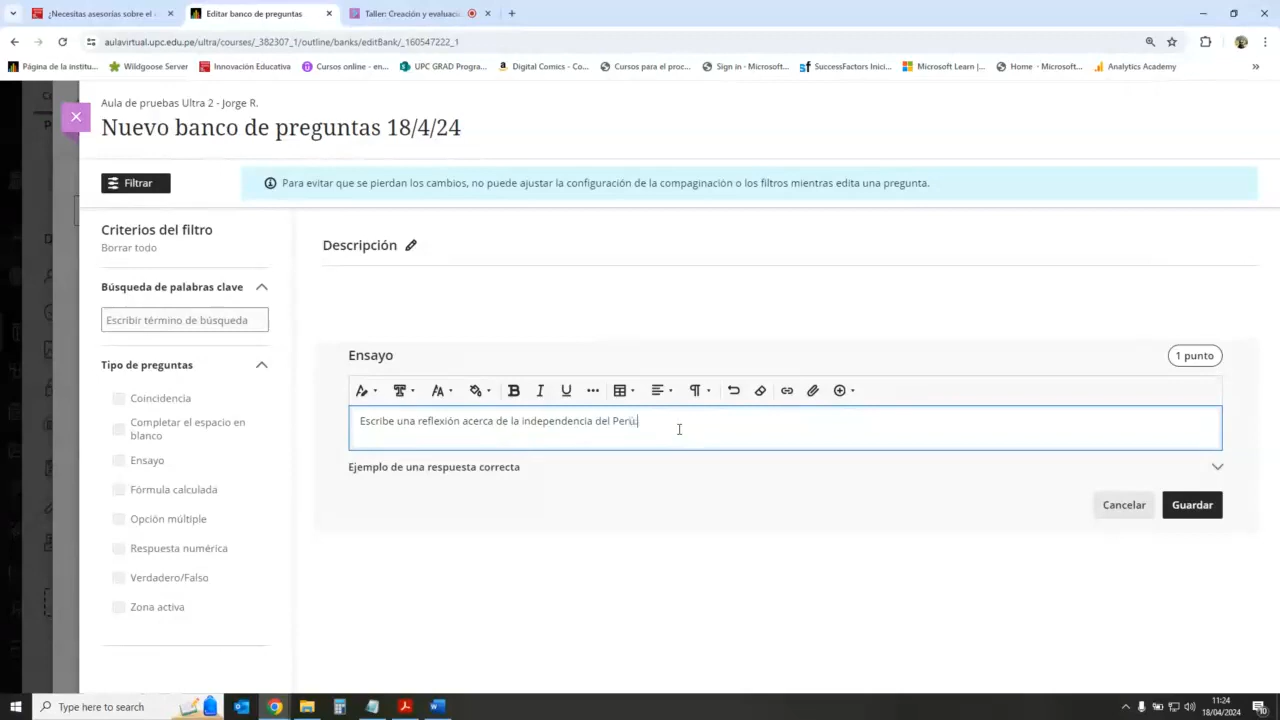 ¿Necesitas asesorías sobre el
Editar banco de preguntas
Taller: Creación y evaluaci
aulavirtual.upc.edu.pe/ultra/courses/_382307_1/outline/banks/editBank/_160547222_1
Página de la institu...
Wildgoose Server
Innovación Educativa
Cursos online - en...
UPC GRAD Progra...
Digital Comics - Co...
Cursos para el proc...
Sign in - Microsoft...
SuccessFactors Inici...
Microsoft Learn |...
Home · Microsoft...
Analytics Academy
Aula de pruebas Ultra 2 - Jorge R.
Nuevo banco de preguntas 18/4/24
Filtrar
Para evitar que se pierdan los cambios, no puede ajustar la configuración de la compaginación o los filtros mientras edita una pregunta.
Criterios del filtro
Borrar todo
Búsqueda de palabras clave
Escribir término de búsqueda
Tipo de preguntas
Coincidencia
Completar el espacio en
blanco
Ensayo
Fórmula calculada
Opción múltiple
Respuesta numérica
Verdadero/Falso
Zona activa
Descripción
Ensayo
1 punto
Escribe una reflexión acerca de la independencia del Perú.
Ejemplo de una respuesta correcta
Cancelar
Guardar
Type here to search
11:24
18/04/2024